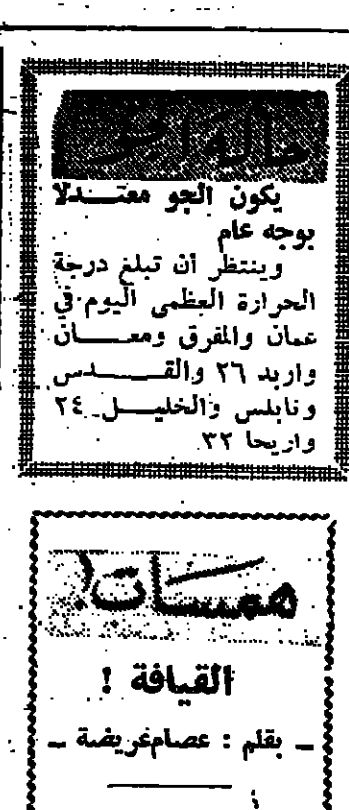 حالة الجو
يكون الجو معتدلا
بوجه عام
وينتظر أن تبلغ درجة
الحرارة العظمى اليوم في
عمان والمفرق ومعان
واربد ٢٦ والقدس
ونابلس والخليل ٢٤
واريحا ٣٢
همسات !
القيافة !
ـ بقلم : عصام غريضة ـ